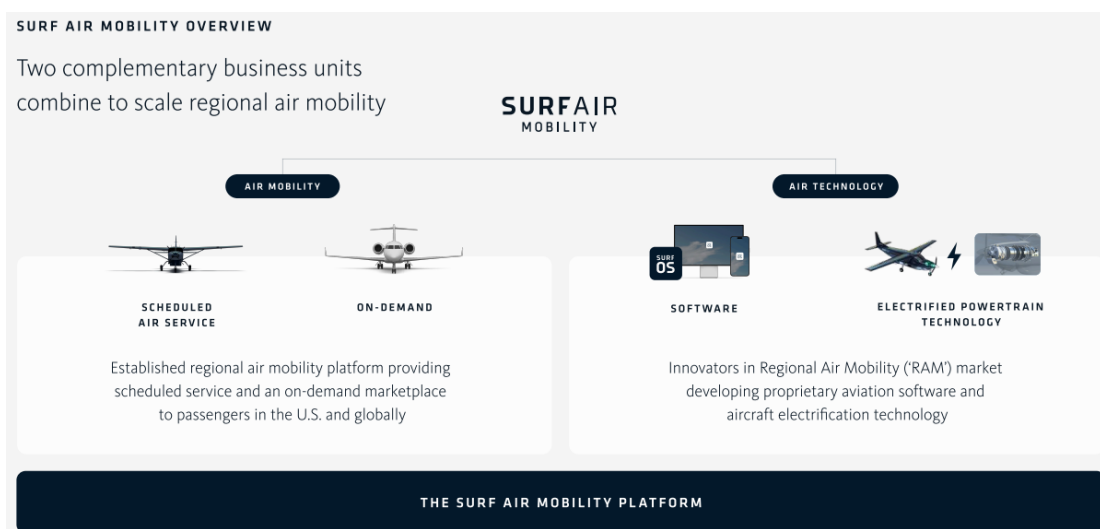 SURF AIR MOBILITY OVERVIEW
Two complementary business units
combine to scale regional air mobility
SURFAIR
MOBILITY
AIR MOBILITY
AIR TECHNOLOGY
SURF
OS
SCHEDULED
AIR SERVICE
ON-DEMAND
SOFTWARE
ELECTRIFIED POWERTRAIN
TECHNOLOGY
Established regional air mobility platform providing
scheduled service and an on-demand marketplace
to passengers in the U.S. and globally
Innovators in Regional Air Mobility (‘RAM’) market
developing proprietary aviation software and
aircraft electrification technology
THE SURF AIR MOBILITY PLATFORM